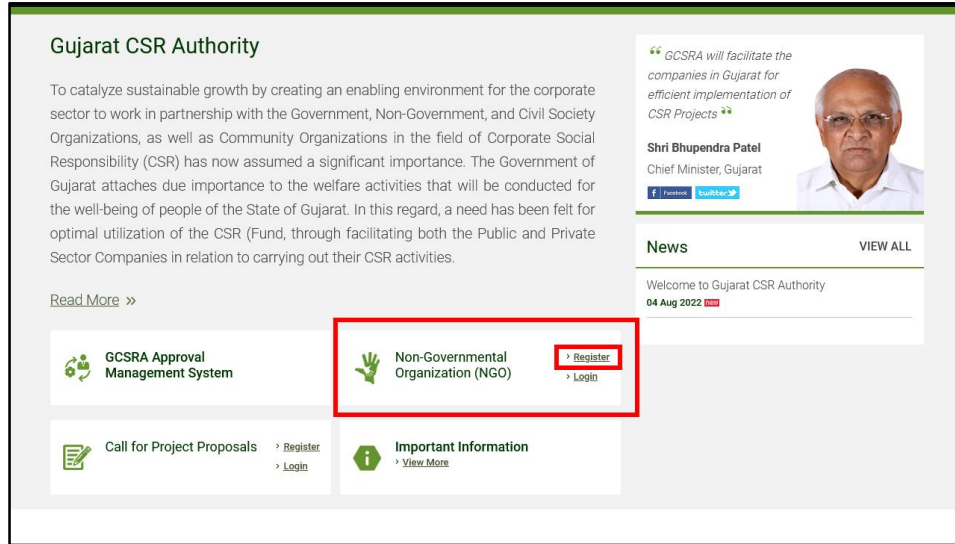 Gujarat CSR Authority
To catalyze sustainable growth by creating an enabling environment for the corporate
sector to work in partnership with the Government, Non-Government, and Civil Society
Organizations, as well as Community Organizations in the field of Corporate Social
Responsibility (CSR) has now assumed a significant importance. The Government of
Gujarat attaches due importance to the welfare activities that will be conducted for
the well-being of people of the State of Gujarat. In this regard, a need has been felt for
optimal utilization of the CSR (Fund, through facilitating both the Public and Private
Sector Companies in relation to carrying out their CSR activities.
Read More »
GCSRA Approval
Management System
Non-Governmental
Organization (NGO)
› Register
› Login
Call for Project Proposals
› Register
› Login
Important Information
› View More
“ GCSRA will facilitate the
companies in Gujarat for
efficient implementation of
CSR Projects ”
Shri Bhupendra Patel
Chief Minister, Gujarat
f Facebook
twitter
News
VIEW ALL
Welcome to Gujarat CSR Authority
04 Aug 2022 new